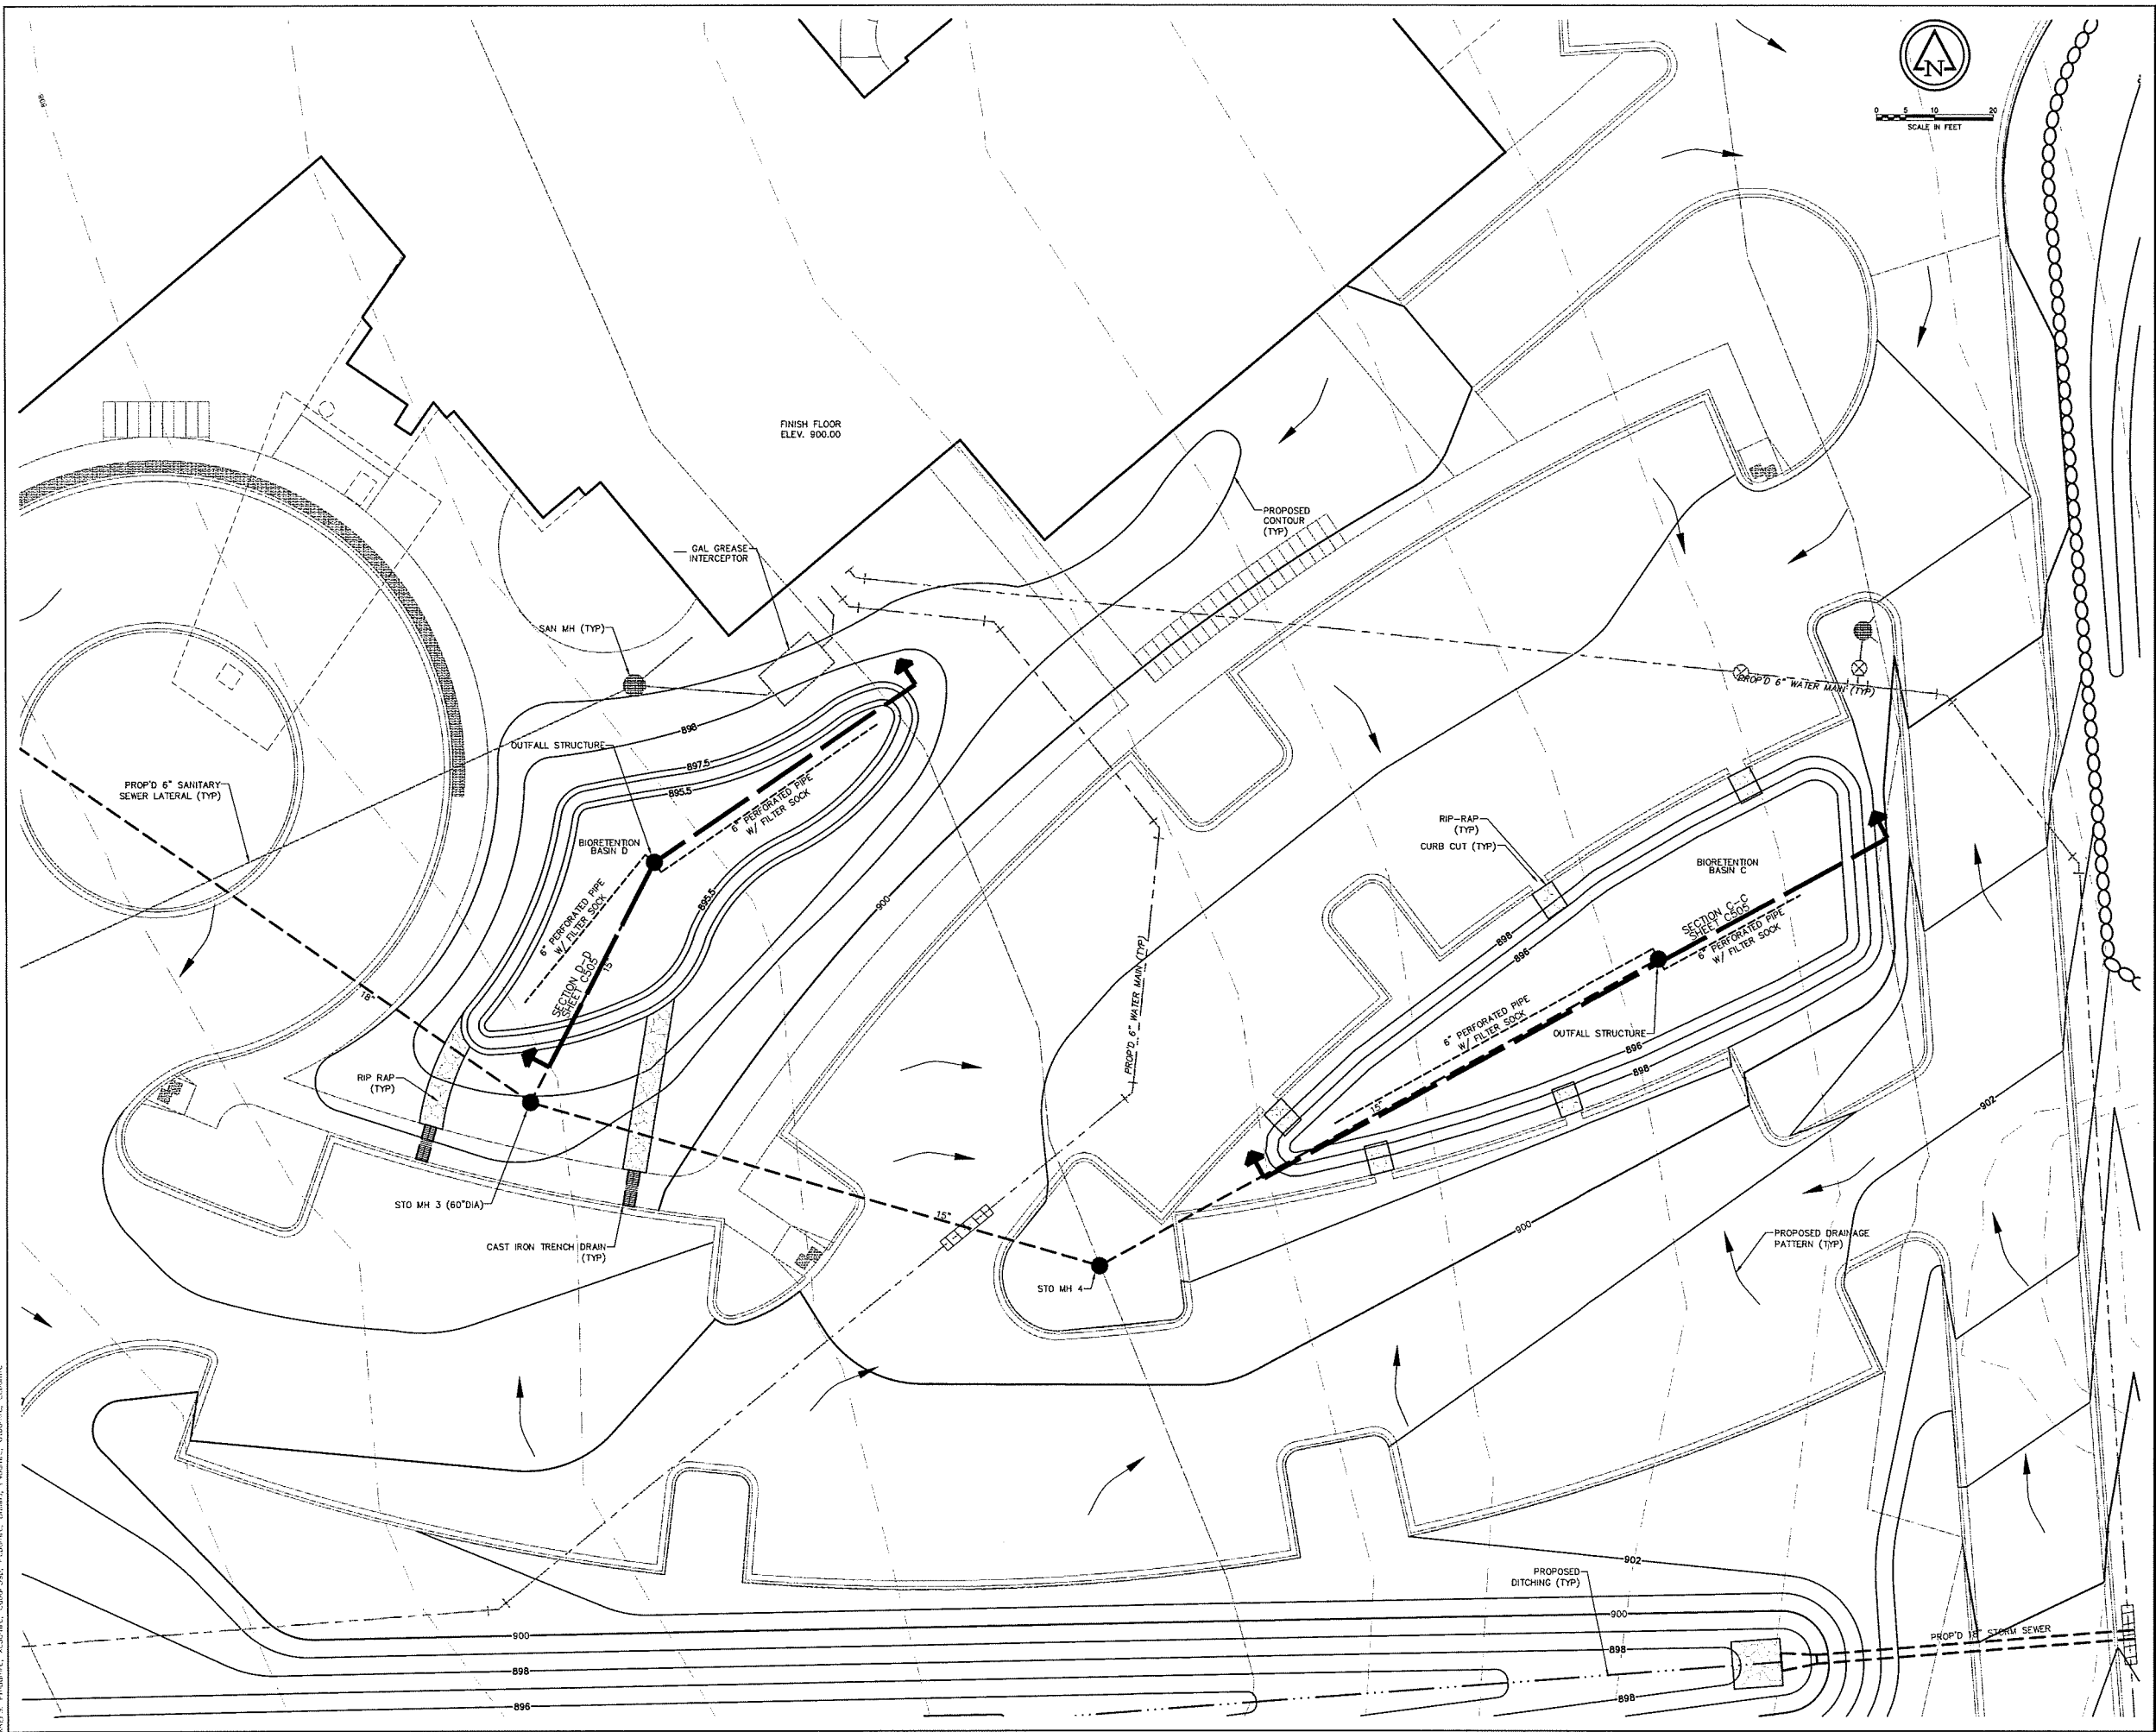 N
0 5 10 20
SCALE IN FEET
FINISH FLOOR
ELEV. 900.00
PROPOSED
CONTOUR
(TYP)
GAL GREASE
INTERCEPTOR
SAN MH (TYP)
PROP'D 6" WATER MAIN (TYP)
898
OUTFALL STRUCTURE
897.5
895.5
6" PERFORATED PIPE
W/ FILTER SOCK
PROP'D 6" SANITARY
SEWER LATERAL (TYP)
BIORETENTION
BASIN D
RIP-RAP
(TYP)
CURB CUT (TYP)
BIORETENTION
BASIN C
895.5
900
6" PERFORATED PIPE
W/ FILTER SOCK
SECTION D-D
SHEET C505
15"
SECTION C-C
SHEET C505
6" PERFORATED PIPE
W/ FILTER SOCK
898
896
18"
PROP'D 6" WATER MAIN (TYP)
6" PERFORATED PIPE
W/ FILTER SOCK
OUTFALL STRUCTURE
896
898
RIP RAP
(TYP)
15"
902
STO MH 3 (60"DIA)
15"
900
CAST IRON TRENCH DRAIN
(TYP)
PROPOSED DRAINAGE
PATTERN (TYP)
STO MH 4
902
PROPOSED
DITCHING (TYP)
900
900
PROP'D 18" STORM SEWER
898
898
896
898